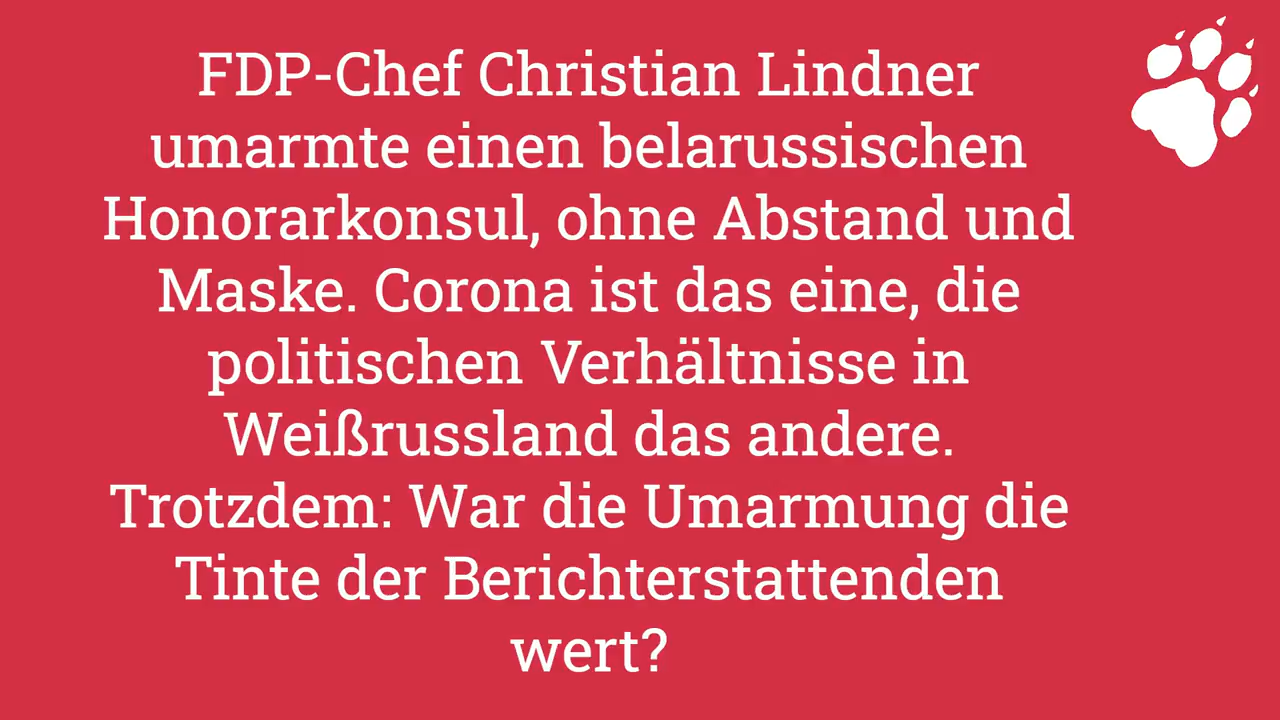 FDP-Chef Christian Lindner
umarmte einen belarussischen
Honorarkonsul, ohne Abstand und
Maske. Corona ist das eine, die
politischen Verhältnisse in
Weißrussland das andere.
Trotzdem: War die Umarmung die
Tinte der Berichterstattenden
wert?